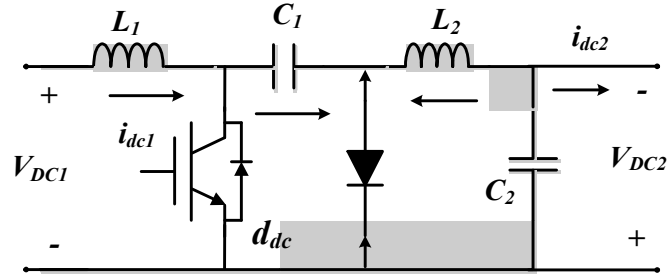 L1 C1 L2 idc2
+ -
idc1
VDC1 VDC2
C2
ddc
- +